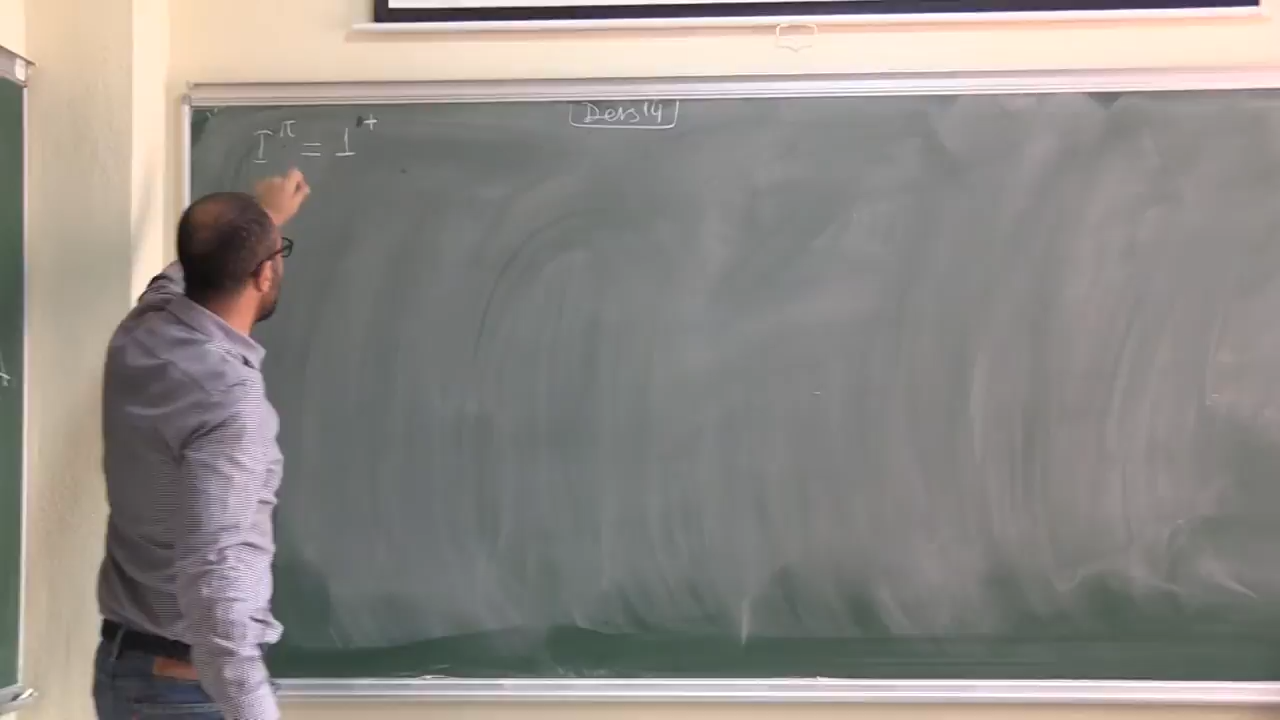 Ders 14
I^π = 1^+